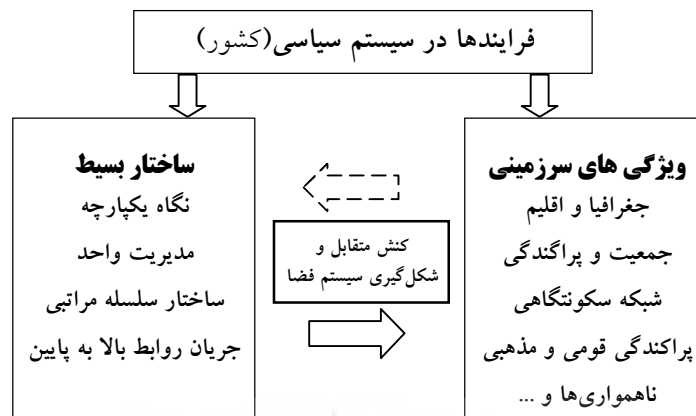 فرایندها در سیستم سیاسی(کشور)
ویژگی های سرزمینی
جغرافیا و اقلیم
جمعیت و پراگندگی
شبکه سکونتگاهی
پراکندگی قومی و مذهبی
ناهمواری‌ها و ...
کنش متقابل و
شکل‌گیری سیستم فضا
ساختار بسیط
نگاه یکپارچه
مدیریت واحد
ساختار سلسله مراتبی
جریان روابط بالا به پایین